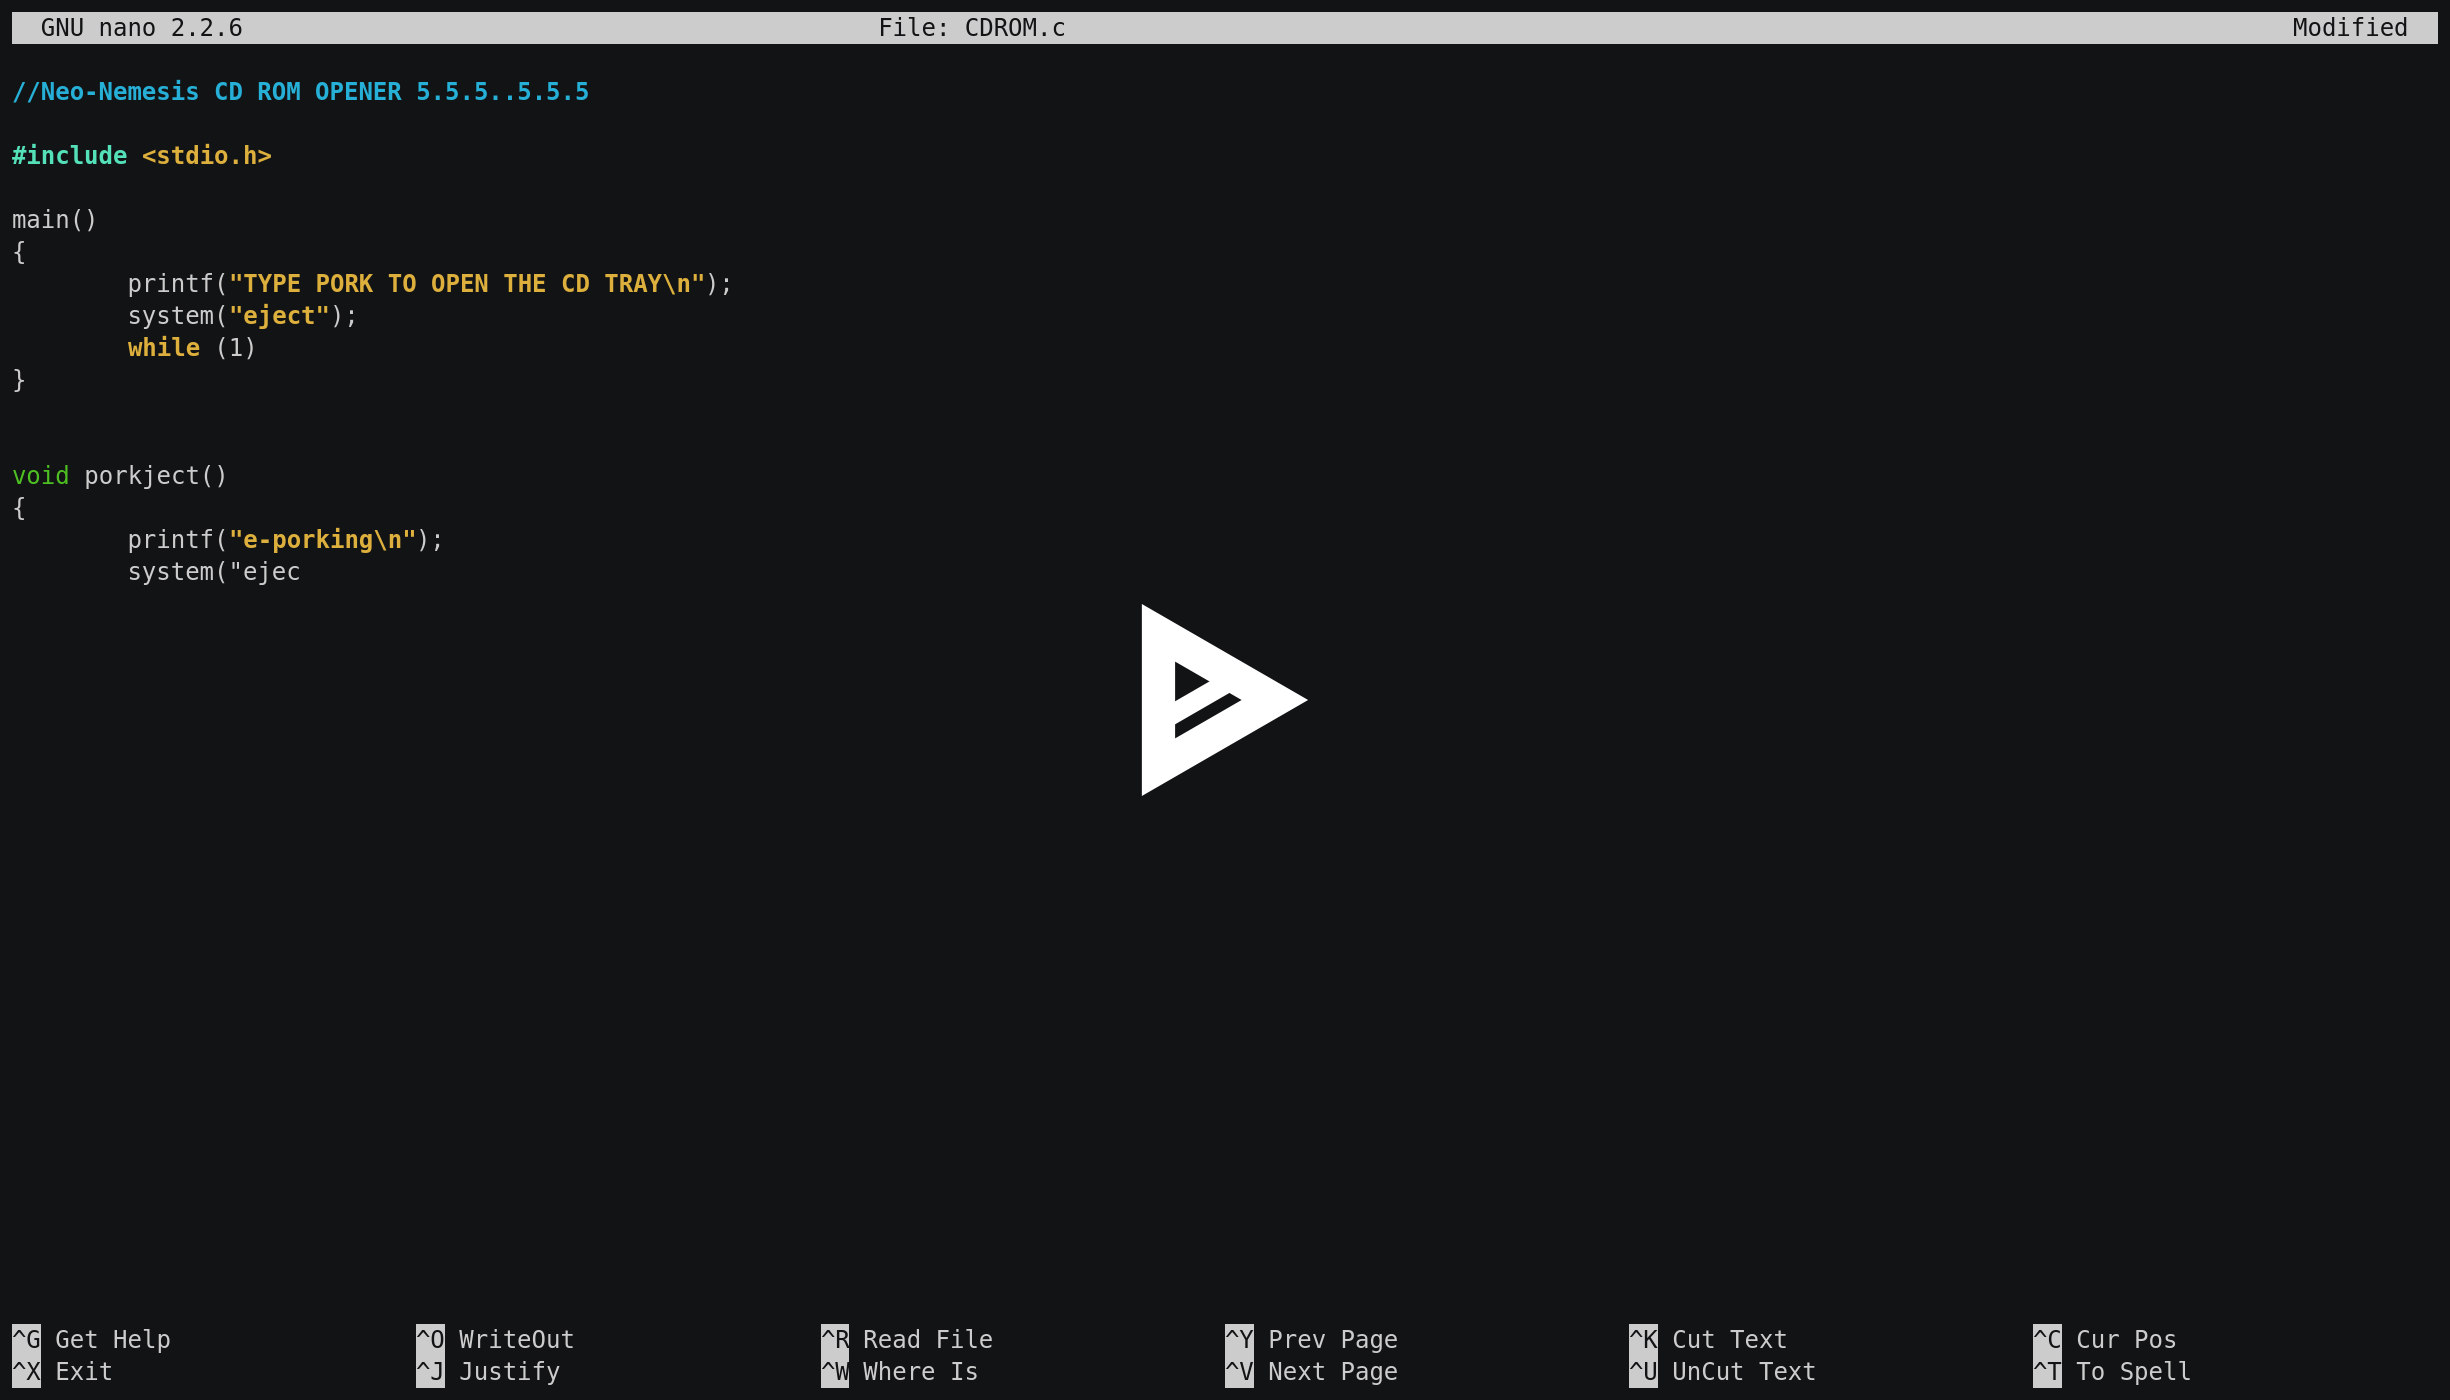 GNU nano 2.2.6 File: CDROM.c Modified
//Neo-Nemesis CD ROM OPENER 5.5.5..5.5.5
#include <stdio.h>
main()
{
        printf("TYPE PORK TO OPEN THE CD TRAY\n");
        system("eject");
        while (1)
}
void porkject()
{
        printf("e-porking\n");
        system("ejec
^G Get Help ^O WriteOut ^R Read File ^Y Prev Page ^K Cut Text ^C Cur Pos
^X Exit ^J Justify ^W Where Is ^V Next Page ^U UnCut Text ^T To Spell